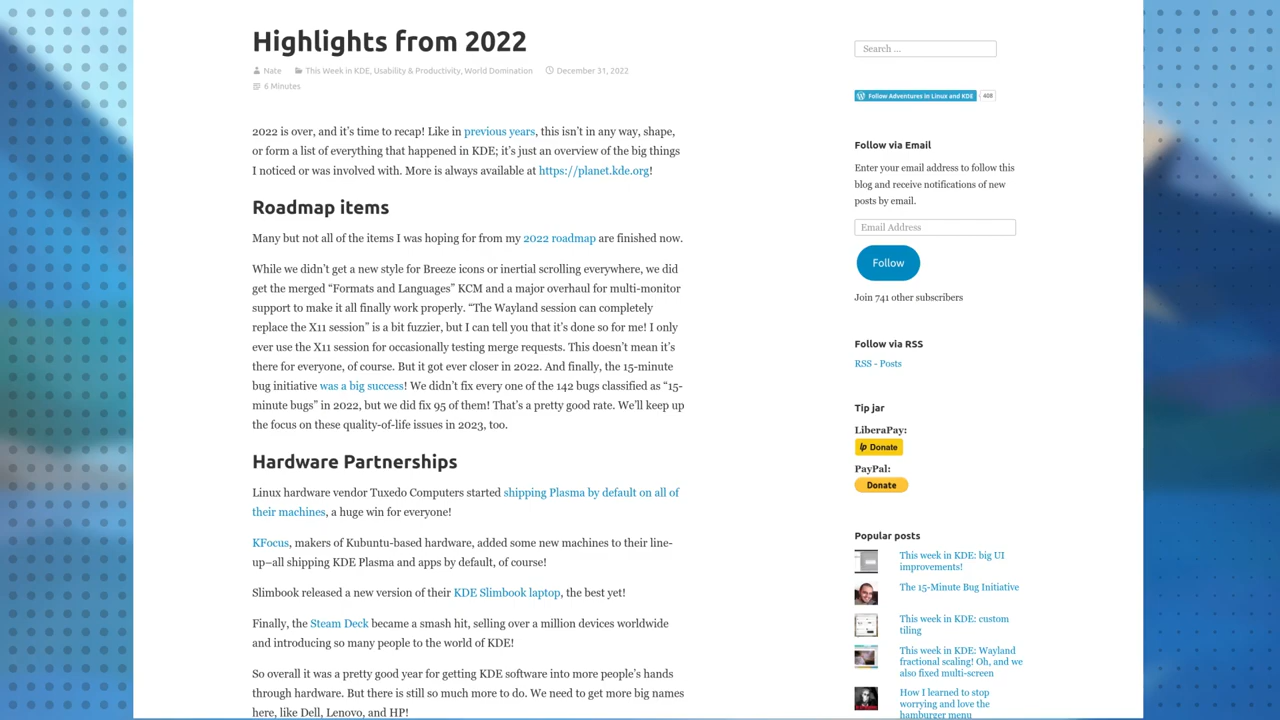 Highlights from 2022
Nate This Week in KDE, Usability & Productivity, World Domination December 31, 2022
6 Minutes
2022 is over, and it's time to recap! Like in previous years, this isn't in any way, shape,
or form a list of everything that happened in KDE; it's just an overview of the big things
I noticed or was involved with. More is always available at https://planet.kde.org!
Roadmap items
Many but not all of the items I was hoping for from my 2022 roadmap are finished now.
While we didn't get a new style for Breeze icons or inertial scrolling everywhere, we did
get the merged “Formats and Languages” KCM and a major overhaul for multi-monitor
support to make it all finally work properly. “The Wayland session can completely
replace the X11 session” is a bit fuzzier, but I can tell you that it's done so for me! I only
ever use the X11 session for occasionally testing merge requests. This doesn't mean it's
there for everyone, of course. But it got ever closer in 2022. And finally, the 15-minute
bug initiative was a big success! We didn't fix every one of the 142 bugs classified as “15-
minute bugs” in 2022, but we did fix 95 of them! That's a pretty good rate. We'll keep up
the focus on these quality-of-life issues in 2023, too.
Hardware Partnerships
Linux hardware vendor Tuxedo Computers started shipping Plasma by default on all of
their machines, a huge win for everyone!
KFocus, makers of Kubuntu-based hardware, added some new machines to their line-
up–all shipping KDE Plasma and apps by default, of course!
Slimbook released a new version of their KDE Slimbook laptop, the best yet!
Finally, the Steam Deck became a smash hit, selling over a million devices worldwide
and introducing so many people to the world of KDE!
So overall it was a pretty good year for getting KDE software into more people's hands
through hardware. But there is still so much more to do. We need to get more big names
here, like Dell, Lenovo, and HP!
Search ...
Follow Adventures in Linux and KDE 408
Follow via Email
Enter your email address to follow this
blog and receive notifications of new
posts by email.
Email Address
Follow
Join 741 other subscribers
Follow via RSS
RSS - Posts
Tip jar
LiberaPay:
Donate
PayPal:
Donate
Popular posts
This week in KDE: big UI
improvements!
The 15-Minute Bug Initiative
This week in KDE: custom
tiling
This week in KDE: Wayland
fractional scaling! Oh, and we
also fixed multi-screen
How I learned to stop
worrying and love the
hamburger menu